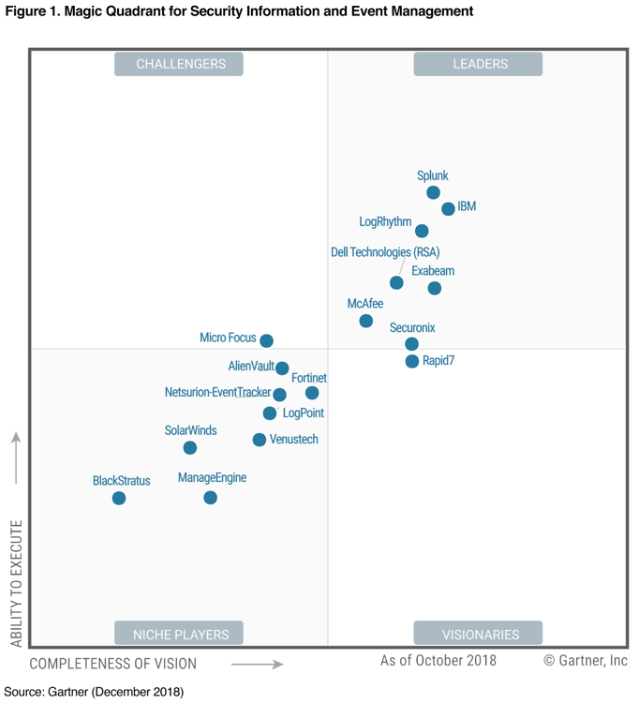 Figure 1. Magic Quadrant for Security Information and Event Management
CHALLENGERS
LEADERS
Splunk
IBM
LogRhythm
Dell Technologies (RSA)
Exabeam
McAfee
Securonix
Micro Focus
Rapid7
AlienVault
Fortinet
Netsurion-EventTracker
LogPoint
SolarWinds
Venustech
BlackStratus
ManageEngine
ABILITY TO EXECUTE
NICHE PLAYERS
VISIONARIES
COMPLETENESS OF VISION
As of October 2018
© Gartner, Inc
Source: Gartner (December 2018)